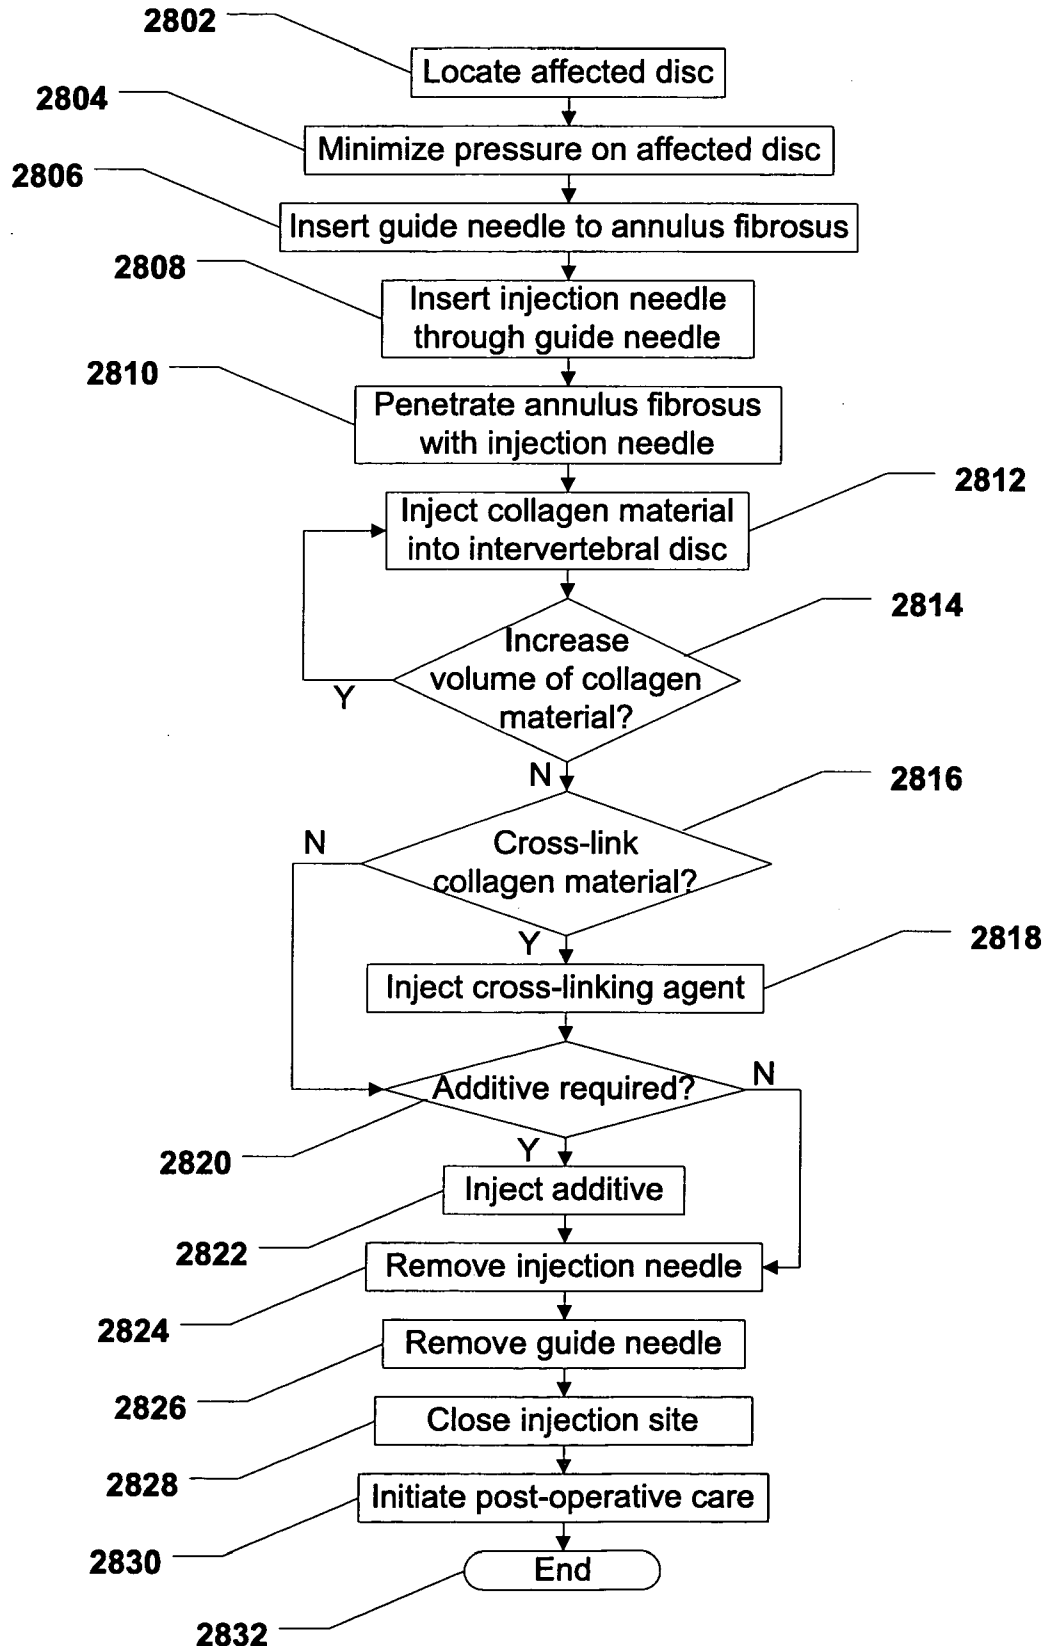 2802
Locate affected disc
2804
Minimize pressure on affected disc
2806
Insert guide needle to annulus fibrosus
2808
Insert injection needle
through guide needle
2810
Penetrate annulus fibrosus
with injection needle
2812
Inject collagen material
into intervertebral disc
2814
Increase
volume of collagen
material?
Y
N
2816
Cross-link
collagen material?
N
Y
2818
Inject cross-linking agent
Additive required?
N
2820
Y
Inject additive
2822
Remove injection needle
2824
Remove guide needle
2826
Close injection site
2828
Initiate post-operative care
2830
End
2832